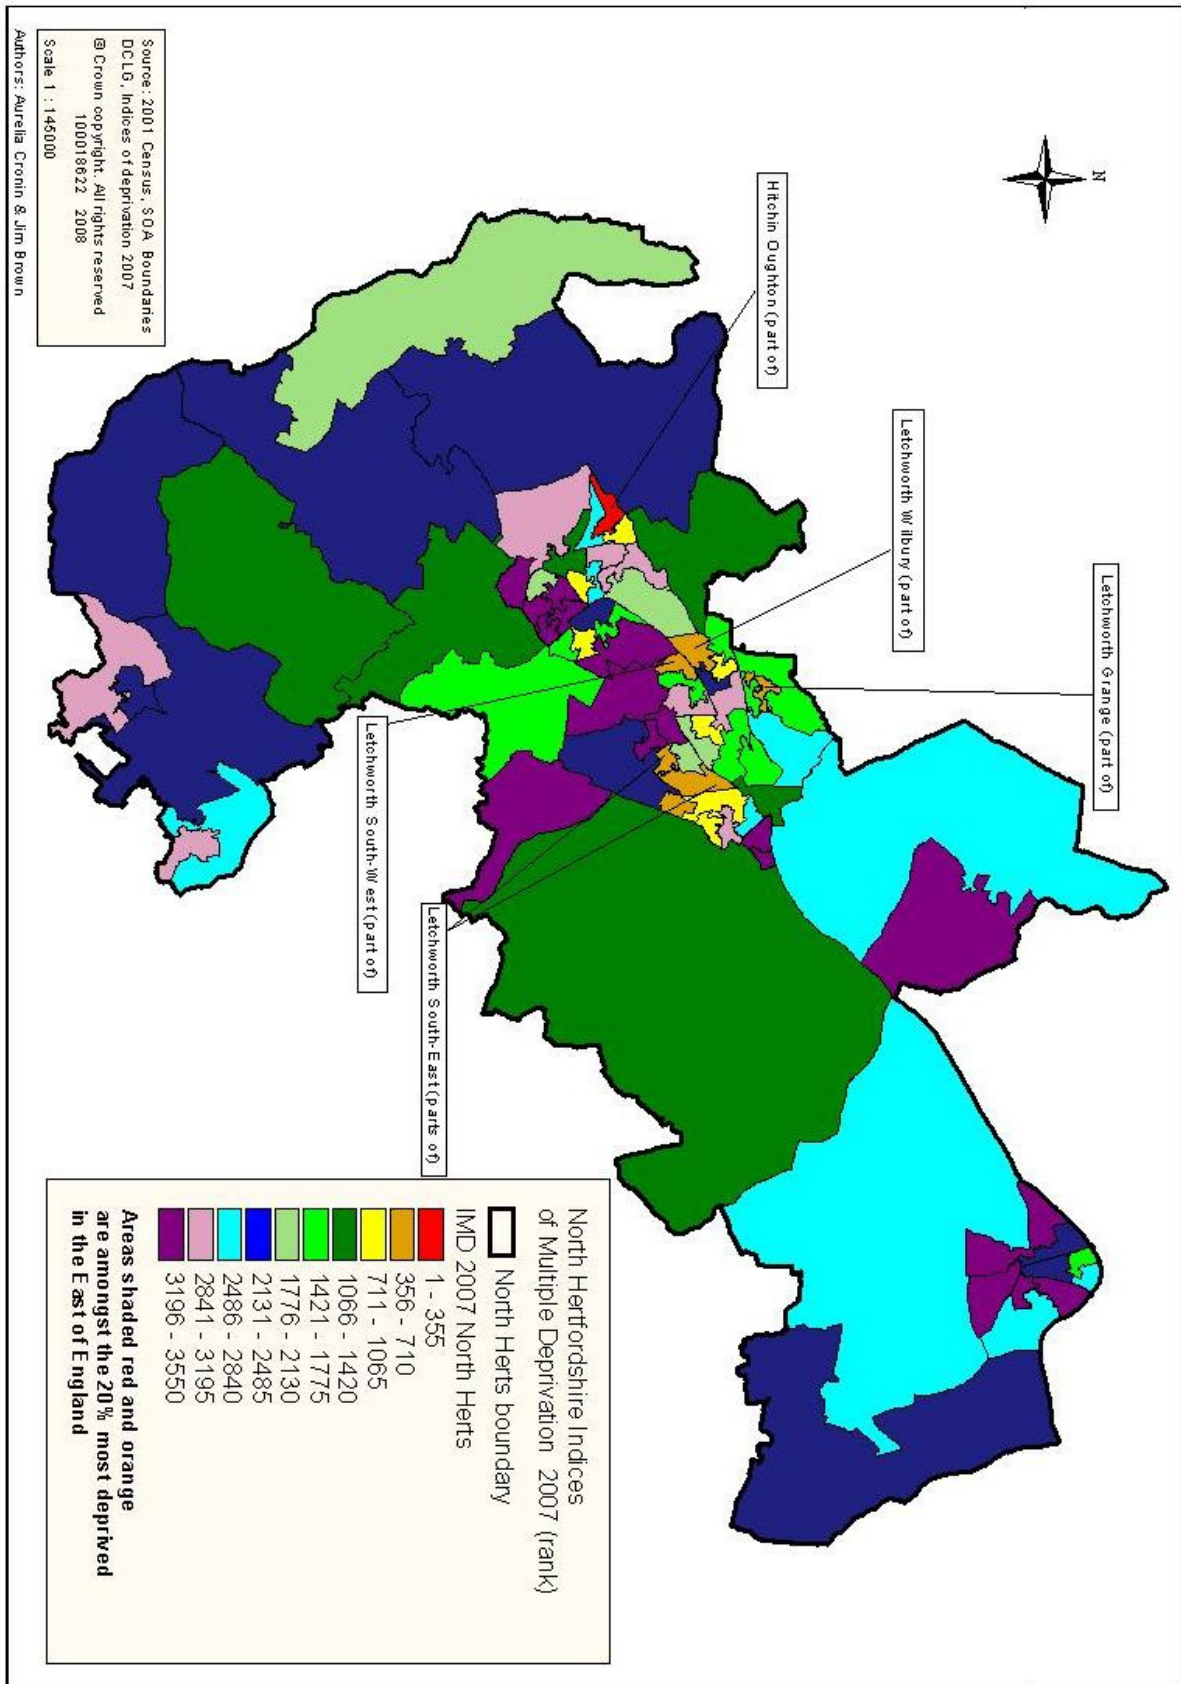 N
Hitchin Oughton (part of)
Letchworth Wilbury (part of)
Letchworth Grange (part of)
Letchworth South-West (part of)
Letchworth South-East (parts of)
North Hertfordshire Indices
of Multiple Deprivation 2007 (rank)
North Herts boundary
IMD 2007 North Herts
1 - 355
356 - 710
711 - 1065
1066 - 1420
1421 - 1775
1776 - 2130
2131 - 2485
2486 - 2840
2841 - 3195
3196 - 3550
Areas shaded red and orange
are amongst the 20% most deprived
in the East of England
Source: 2001 Census, SOA Boundaries
DCLG, Indices of deprivation 2007
@ Crown copyright. All rights reserved
100018622 2008
Scale 1 : 145000
Authors: Aurelia Cronin & Jim Brown